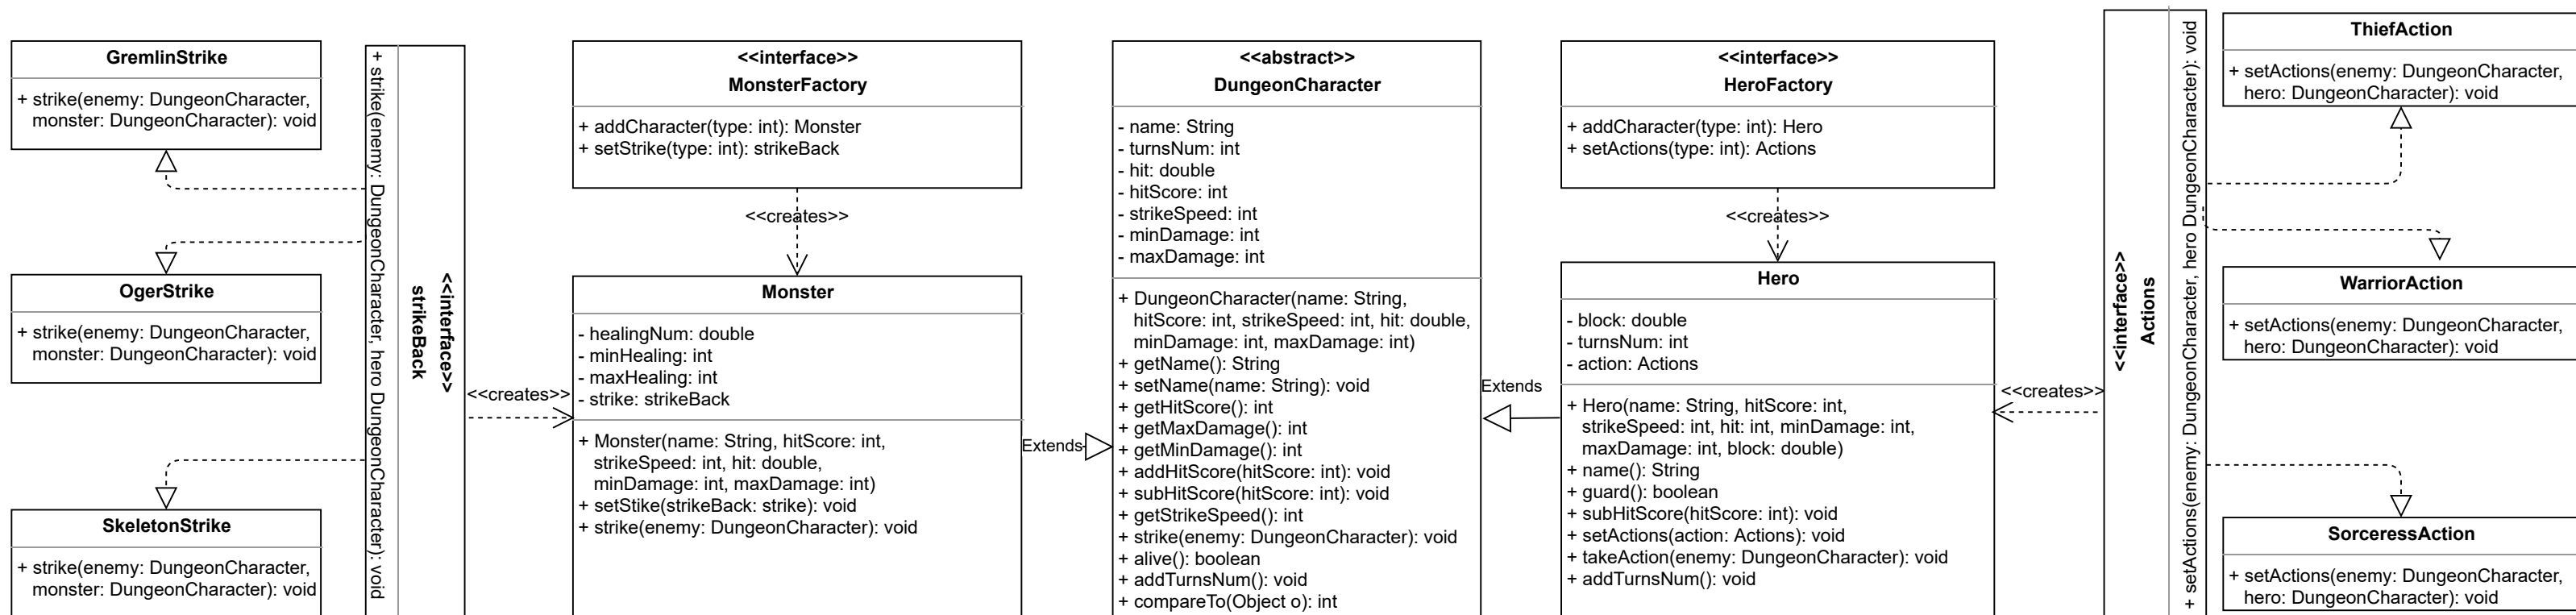 GremlinStrike
+ strike(enemy: DungeonCharacter,
monster: DungeonCharacter): void
OgerStrike
+ strike(enemy: DungeonCharacter,
monster: DungeonCharacter): void
SkeletonStrike
+ strike(enemy: DungeonCharacter,
monster: DungeonCharacter): void
<<interface>>
strikeBack
+ strike(enemy: DungeonCharacter, hero DungeonCharacter): void
<<creates>>
<<interface>>
MonsterFactory
+ addCharacter(type: int): Monster
+ setStrike(type: int): strikeBack
<<creates>>
Monster
- healingNum: double
- minHealing: int
- maxHealing: int
- strike: strikeBack
+ Monster(name: String, hitScore: int,
strikeSpeed: int, hit: double,
minDamage: int, maxDamage: int)
+ setStike(strikeBack: strike): void
+ strike(enemy: DungeonCharacter): void
Extends
<<abstract>>
DungeonCharacter
- name: String
- turnsNum: int
- hit: double
- hitScore: int
- strikeSpeed: int
- minDamage: int
- maxDamage: int
+ DungeonCharacter(name: String,
hitScore: int, strikeSpeed: int, hit: double,
minDamage: int, maxDamage: int)
+ getName(): String
+ setName(name: String): void
+ getHitScore(): int
+ getMaxDamage(): int
+ getMinDamage(): int
+ addHitScore(hitScore: int): void
+ subHitScore(hitScore: int): void
+ getStrikeSpeed(): int
+ strike(enemy: DungeonCharacter): void
+ alive(): boolean
+ addTurnsNum(): void
+ compareTo(Object o): int
Extends
<<interface>>
HeroFactory
+ addCharacter(type: int): Hero
+ setActions(type: int): Actions
<<creates>>
Hero
- block: double
- turnsNum: int
- action: Actions
+ Hero(name: String, hitScore: int,
strikeSpeed: int, hit: int, minDamage: int,
maxDamage: int, block: double)
+ name(): String
+ guard(): boolean
+ subHitScore(hitScore: int): void
+ setActions(action: Actions): void
+ takeAction(enemy: DungeonCharacter): void
+ addTurnsNum(): void
<<creates>>
<<interface>>
Actions
+ setActions(enemy: DungeonCharacter, hero DungeonCharacter): void
ThiefAction
+ setActions(enemy: DungeonCharacter,
hero: DungeonCharacter): void
WarriorAction
+ setActions(enemy: DungeonCharacter,
hero: DungeonCharacter): void
SorceressAction
+ setActions(enemy: DungeonCharacter,
hero: DungeonCharacter): void